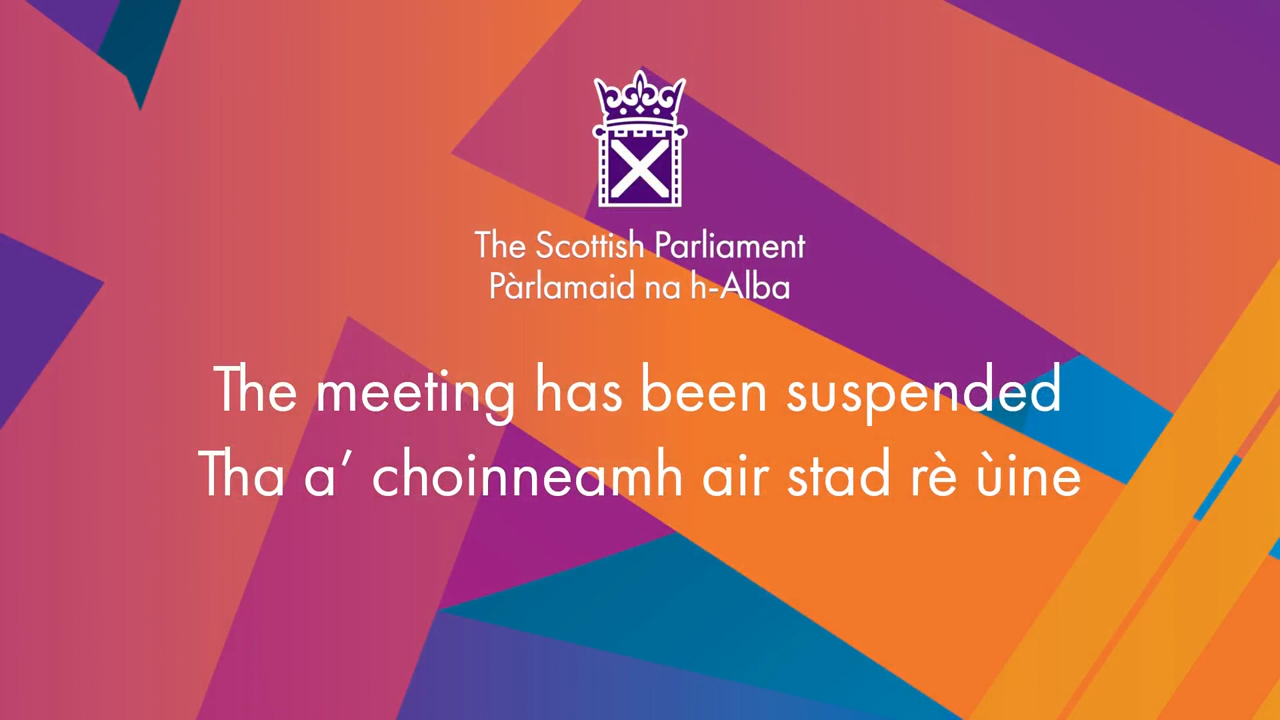 The Scottish Parliament
Pàrlamaid na h-Alba
The meeting has been suspended
Tha a’ choinneamh air stad rè ùine